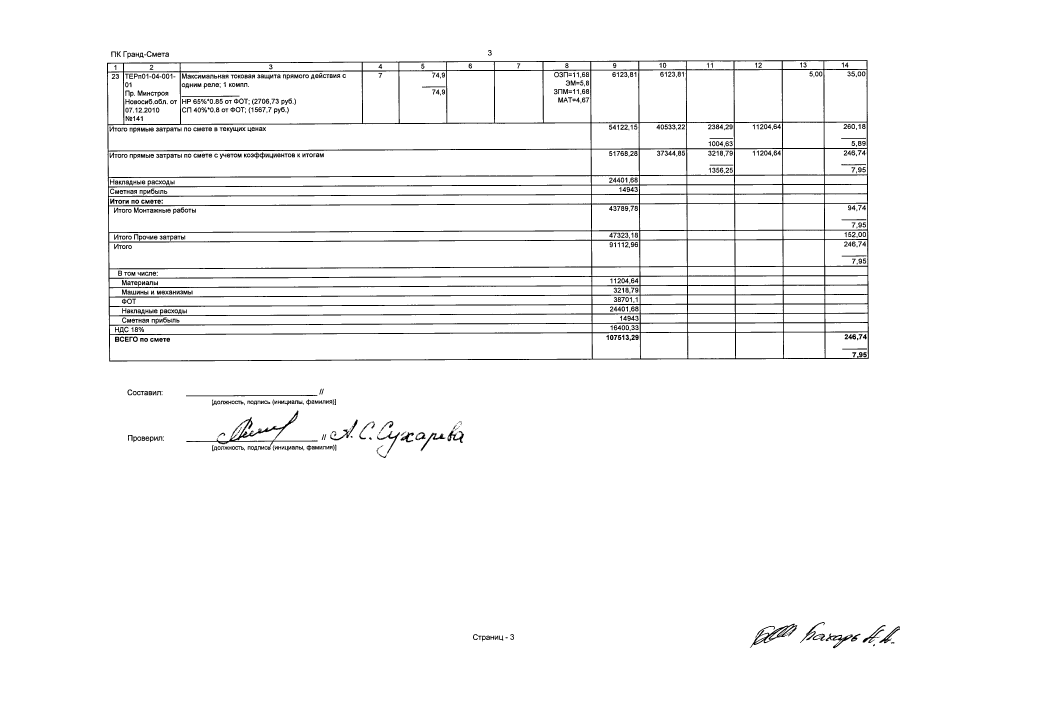 ПК Гранд-Смета 3
1 2 3 4 5 6 7 8 9 10 11 12 13 14
23 ТЕРп01-04-001- Максимальная токовая защита прямого действия с 7 74,9 ОЗП=11,68 6123,81 6123,81 5,00 35,00
01 одним реле; 1 компл. ЭМ=5,8
Пр. Минстроя 74,9 ЗПМ=11,68
Новосиб.обл. от НР 65%*0.85 от ФОТ; (2706,73 руб.) МАТ=4,67
07.12.2010 СП 40%*0.8 от ФОТ; (1567,7 руб.)
№141
Итого прямые затраты по смете в текущих ценах 54122,15 40533,22 2384,29 11204,64 260,18
1004,63 5,89
Итого прямые затраты по смете с учетом коэффициентов к итогам 51768,28 37344,85 3218,79 11204,64 246,74
1356,25 7,95
Накладные расходы 24401,68
Сметная прибыль 14943
Итоги по смете:
Итого Монтажные работы 43789,78 94,74
7,95
Итого Прочие затраты 47323,18 152,00
Итого 91112,96 246,74
7,95
В том числе:
Материалы 11204,64
Машины и механизмы 3218,79
ФОТ 38701,1
Накладные расходы 24401,68
Сметная прибыль 14943
НДС 18% 16400,33
ВСЕГО по смете 107513,29 246,74
7,95
Составил: //
[должность, подпись (инициалы, фамилия)]
Проверил: // А. С. Сухарева
[должность, подпись (инициалы, фамилия)]
Страниц - 3
Бахарь Н.Н.